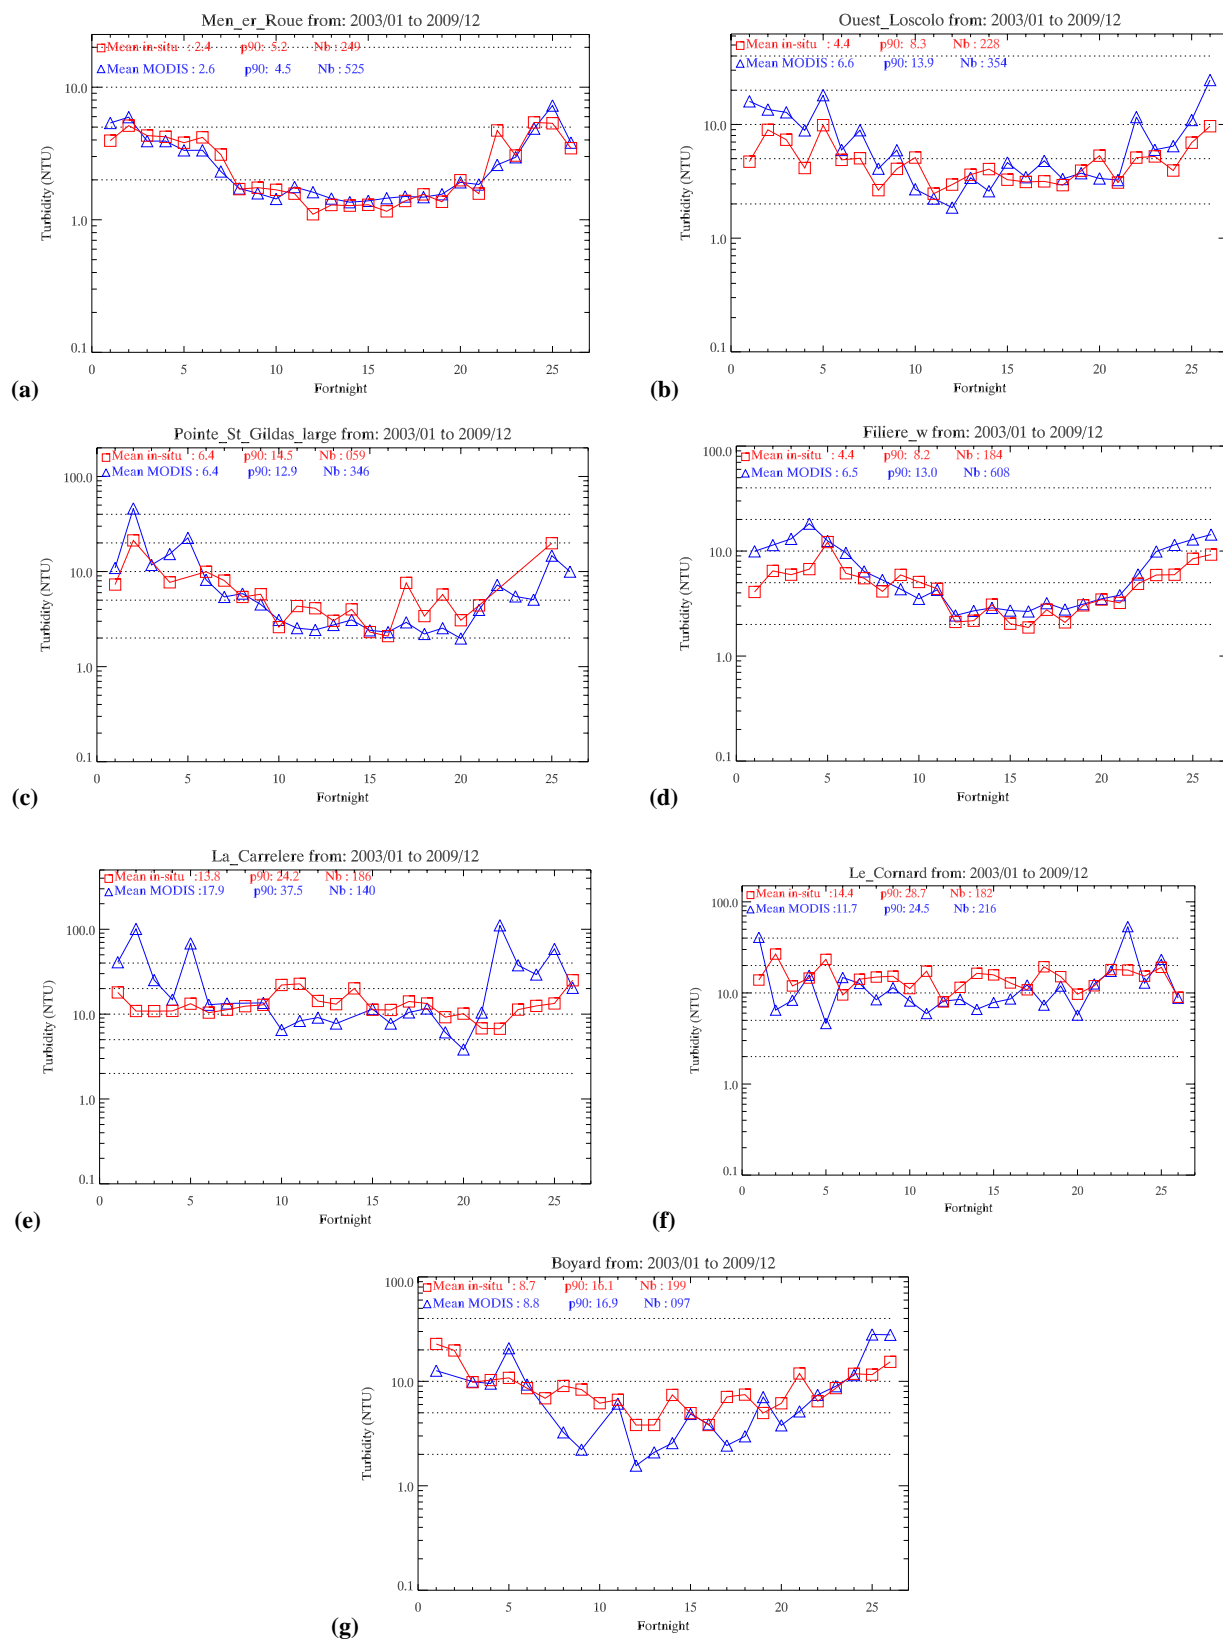 Men_er_Roue from: 2003/01 to 2009/12
Mean in-situ : 2.4 p90: 5.2 Nb : 249
Mean MODIS : 2.6 p90: 4.5 Nb : 525
10.0
1.0
0.1
Turbidity (NTU)
0 5 10 15 20 25
Fortnight
(a)
Ouest_Loscolo from: 2003/01 to 2009/12
Mean in-situ : 4.4 p90: 8.3 Nb : 228
Mean MODIS : 6.6 p90: 13.9 Nb : 354
10.0
1.0
0.1
Turbidity (NTU)
0 5 10 15 20 25
Fortnight
(b)
Pointe_St_Gildas_large from: 2003/01 to 2009/12
Mean in-situ : 6.4 p90: 14.5 Nb : 059
Mean MODIS : 6.4 p90: 12.9 Nb : 346
100.0
10.0
1.0
0.1
Turbidity (NTU)
0 5 10 15 20 25
Fortnight
(c)
Filiere_w from: 2003/01 to 2009/12
Mean in-situ : 4.4 p90: 8.2 Nb : 184
Mean MODIS : 6.5 p90: 13.0 Nb : 608
100.0
10.0
1.0
0.1
Turbidity (NTU)
0 5 10 15 20 25
Fortnight
(d)
La_Carrelere from: 2003/01 to 2009/12
Mean in-situ :13.8 p90: 24.2 Nb : 186
Mean MODIS :17.9 p90: 37.5 Nb : 140
100.0
10.0
1.0
0.1
Turbidity (NTU)
0 5 10 15 20 25
Fortnight
(e)
Le_Cornard from: 2003/01 to 2009/12
Mean in-situ :14.4 p90: 28.7 Nb : 182
Mean MODIS :11.7 p90: 24.5 Nb : 216
100.0
10.0
1.0
0.1
Turbidity (NTU)
0 5 10 15 20 25
Fortnight
(f)
Boyard from: 2003/01 to 2009/12
Mean in-situ : 8.7 p90: 16.1 Nb : 199
Mean MODIS : 8.8 p90: 16.9 Nb : 097
100.0
10.0
1.0
0.1
Turbidity (NTU)
0 5 10 15 20 25
Fortnight
(g)